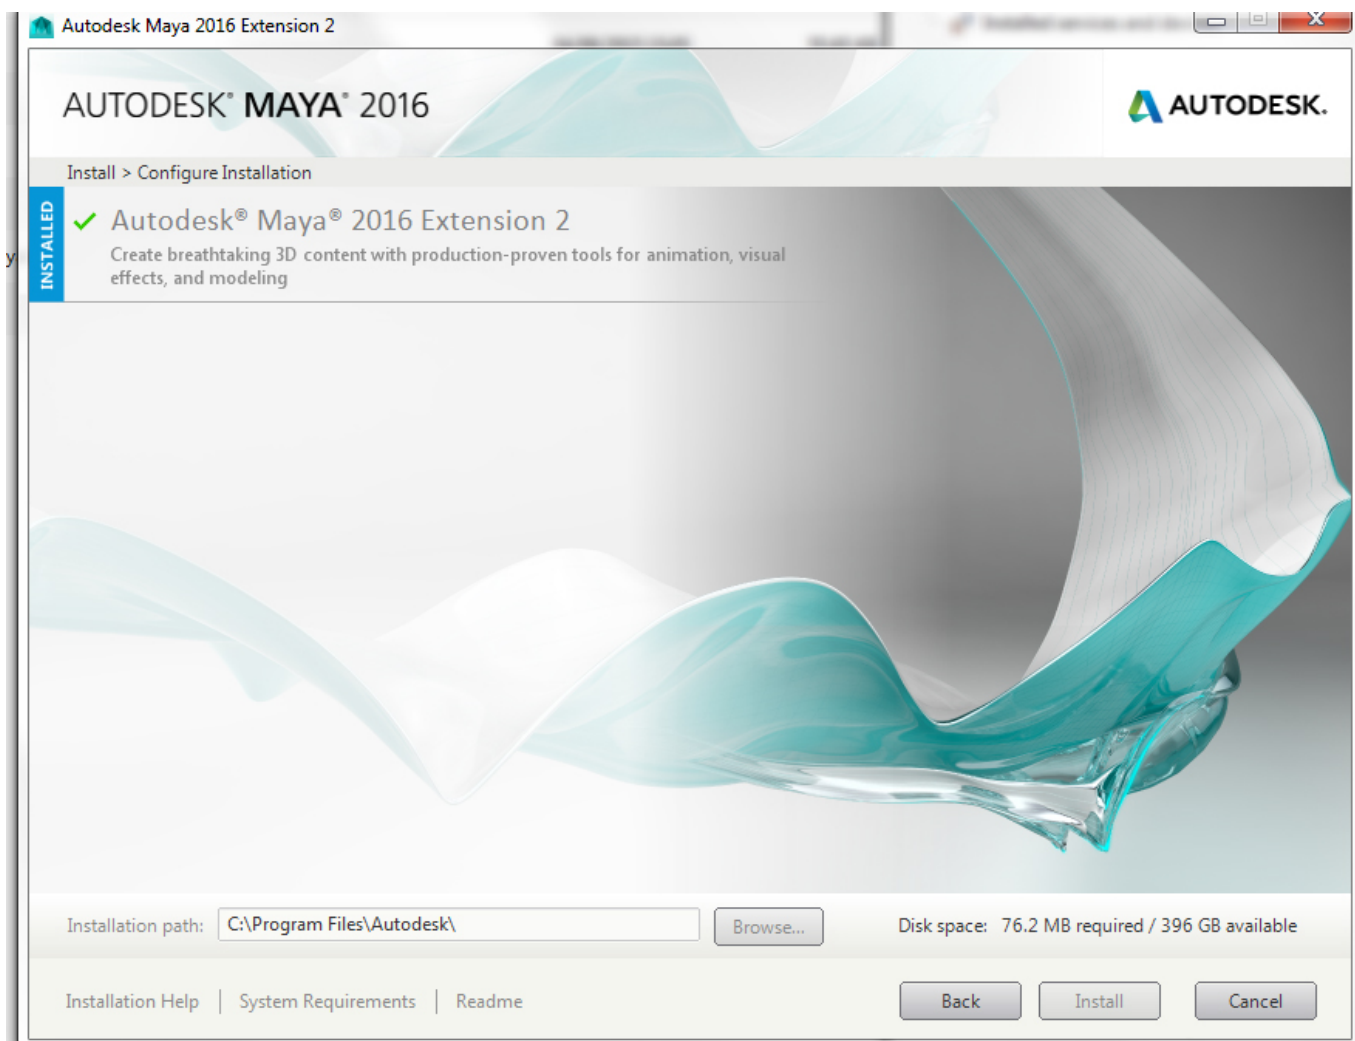 Autodesk Maya 2016 Extension 2
AUTODESK® MAYA® 2016
AUTODESK.
Install > Configure Installation
INSTALLED
Autodesk® Maya® 2016 Extension 2
Create breathtaking 3D content with production-proven tools for animation, visual
effects, and modeling
y
Installation path: C:\Program Files\Autodesk\ Browse... Disk space: 76.2 MB required / 396 GB available
Installation Help | System Requirements | Readme Back Install Cancel